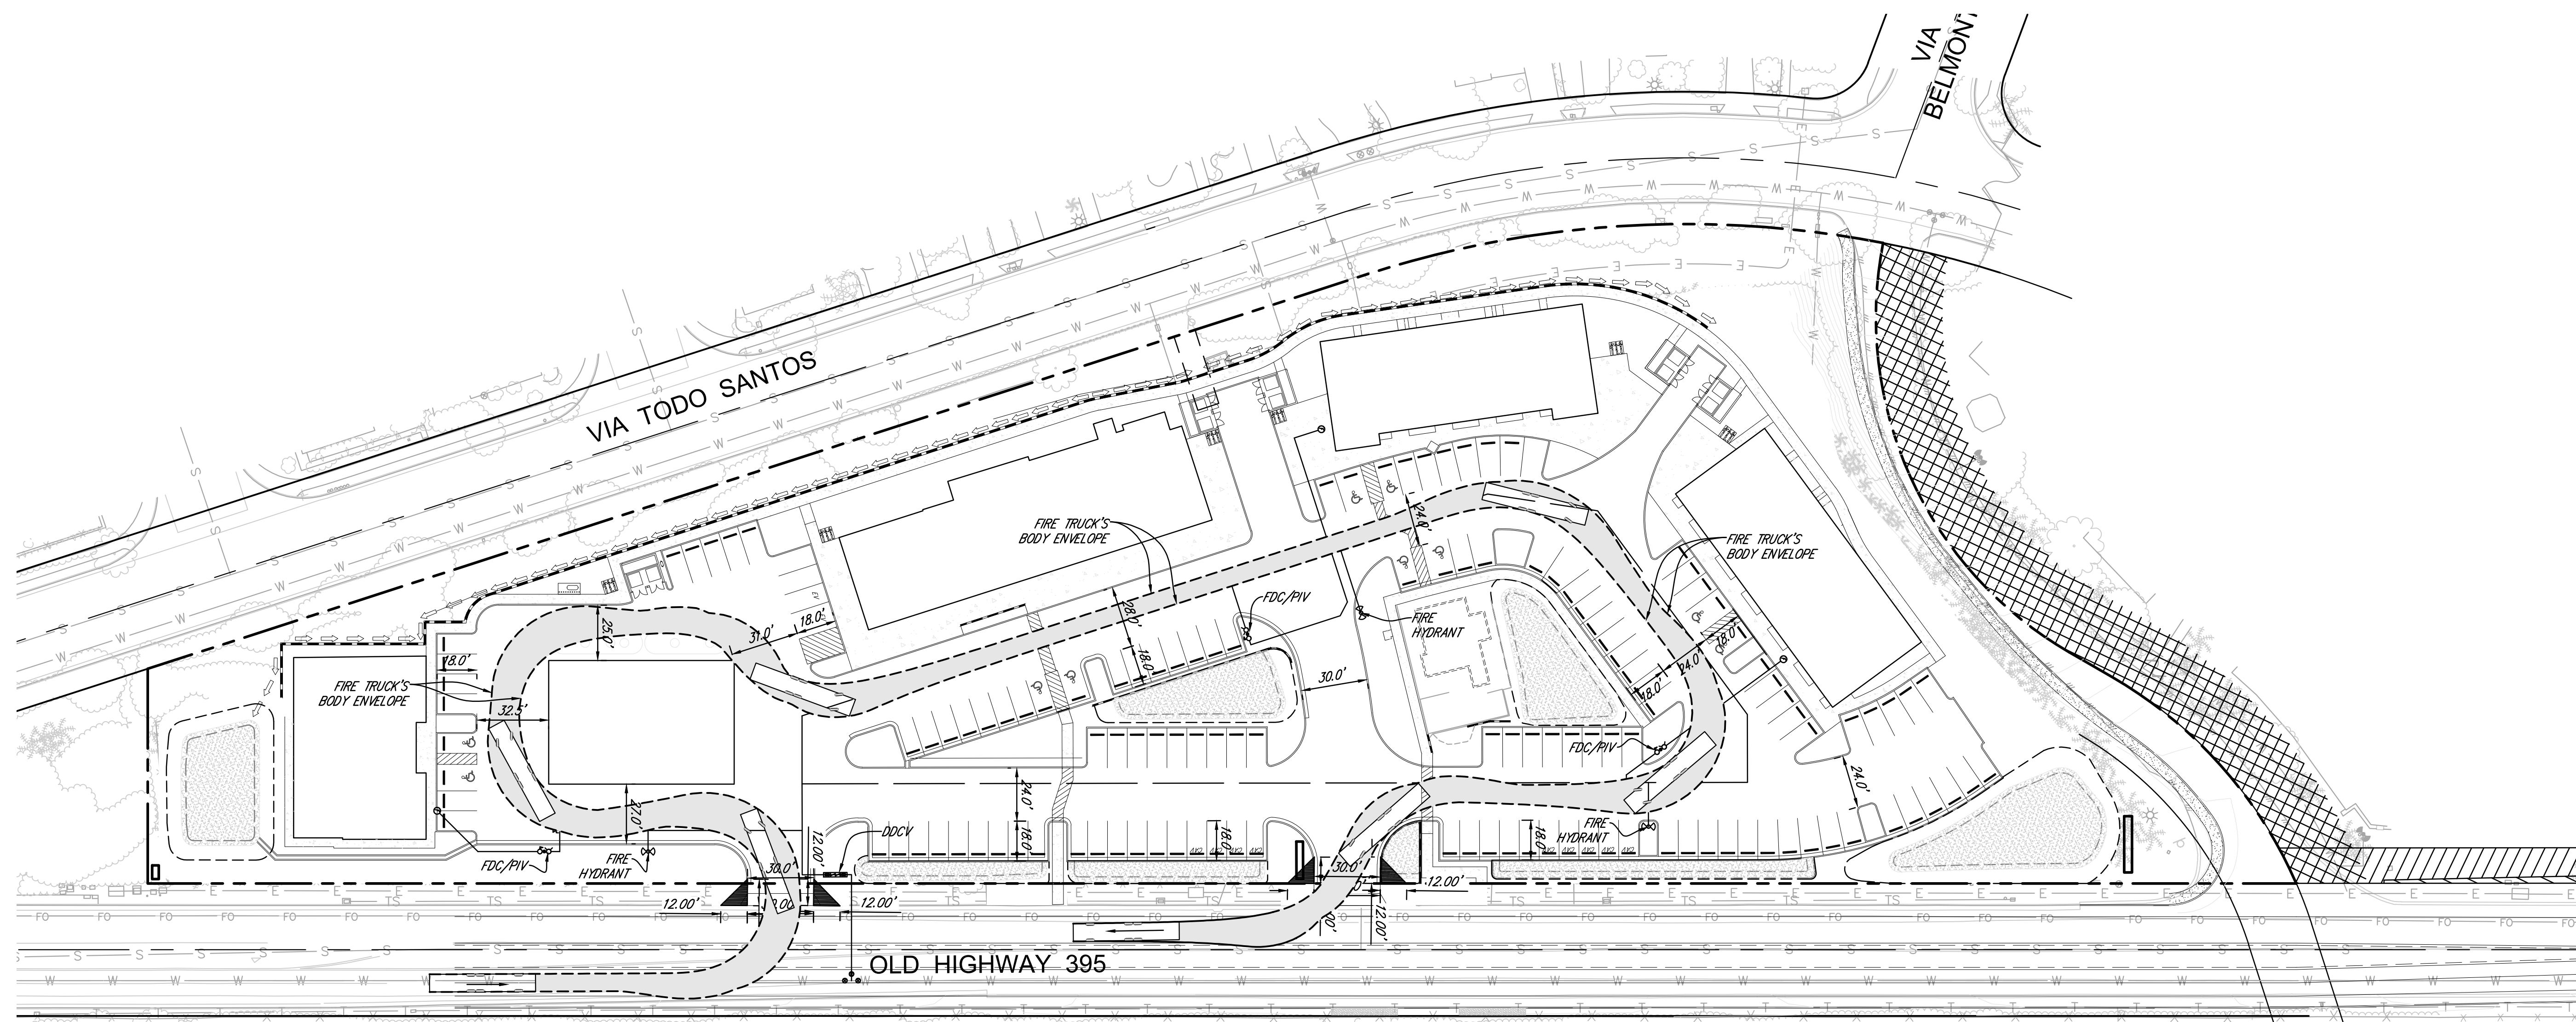 VIA
BELMONT
VIA TODO SANTOS
FIRE TRUCK'S
BODY ENVELOPE
24.0'
FIRE TRUCK'S
BODY ENVELOPE
FDC/PIV
28.0'
FIRE
HYDRANT
25.0'
31.0'
18.0'
EV
18.0'
18.0'
18.0'
24.0'
18.0'
30.0'
FIRE TRUCK'S
BODY ENVELOPE
32.5'
FDC/PIV
24.0'
24.0'
27.0'
12.00'
DDCV
18.0'
18.0'
FIRE
HYDRANT
18.0'
FDC/PIV
FIRE
HYDRANT
30.0'
30.0'
12.00'
12.00'
12.00'
12.00'
OLD HIGHWAY 395
S
W
E
TS
FO
S
W
T
X